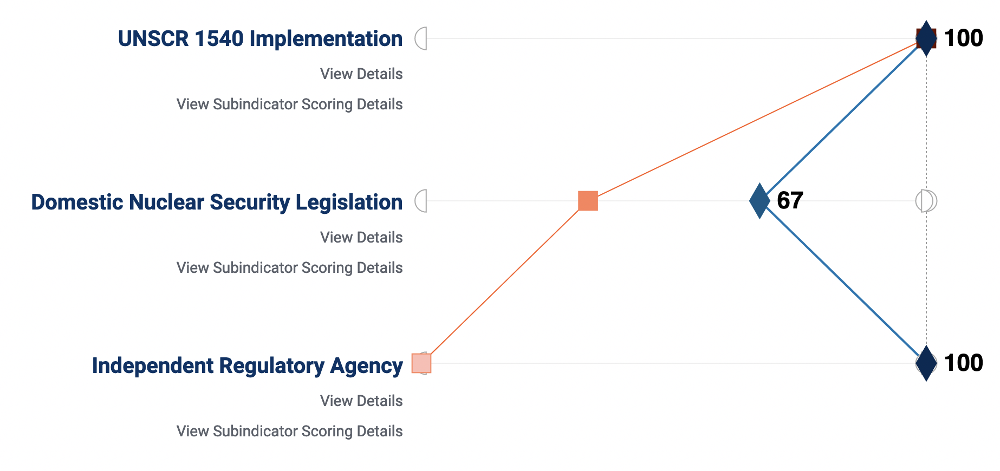 UNSCR 1540 Implementation
100
View Details
View Subindicator Scoring Details
Domestic Nuclear Security Legislation
67
View Details
View Subindicator Scoring Details
Independent Regulatory Agency
100
View Details
View Subindicator Scoring Details